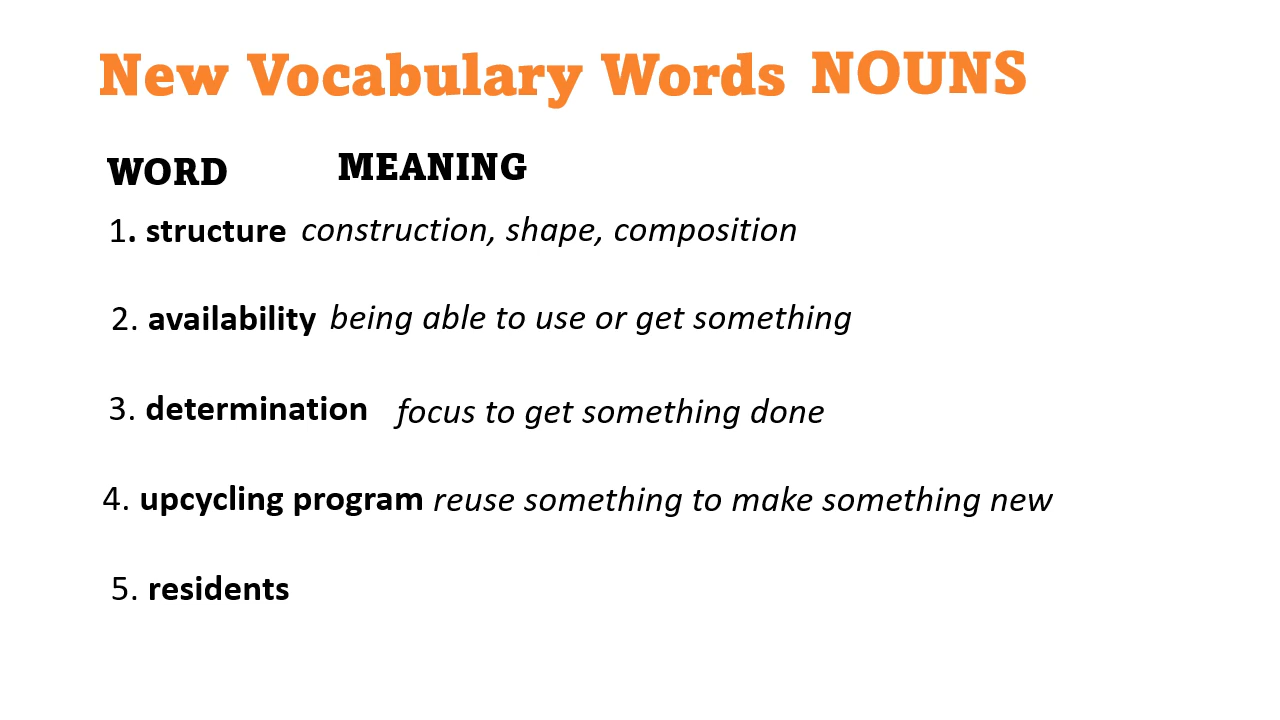 New Vocabulary Words NOUNS
WORD MEANING
1. structure construction, shape, composition
2. availability being able to use or get something
3. determination focus to get something done
4. upcycling program reuse something to make something new
5. residents